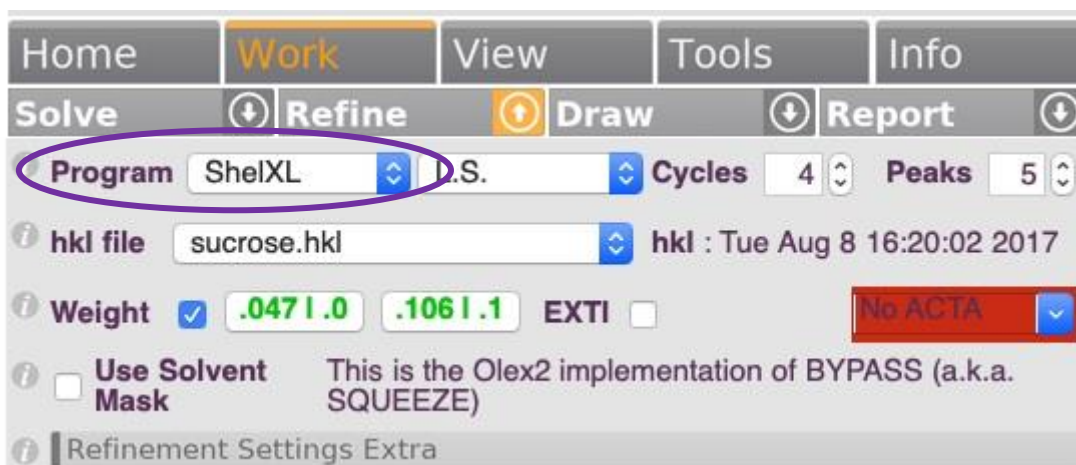 Home Work View Tools Info
Solve Refine Draw Report
Program ShelXL L.S. Cycles 4 Peaks 5
hkl file sucrose.hkl hkl : Tue Aug 8 16:20:02 2017
Weight .047 | .0 .106 | .1 EXTI No ACTA
Use Solvent This is the Olex2 implementation of BYPASS (a.k.a.
Mask SQUEEZE)
Refinement Settings Extra